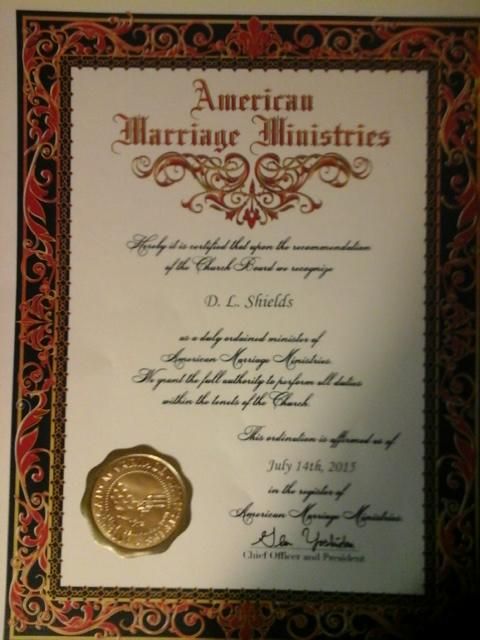 American
Marriage Ministries
Hereby it is certified that upon the recommendation
of the Church Board we recognize
D. L. Shields
as a duly ordained minister of
American Marriage Ministries.
We grant the full authority to perform all duties
within the tenets of the Church.
This ordination is affirmed as of
July 14th, 2015
in the register of
American Marriage Ministries
Glen Yoshioka
Chief Officer and President